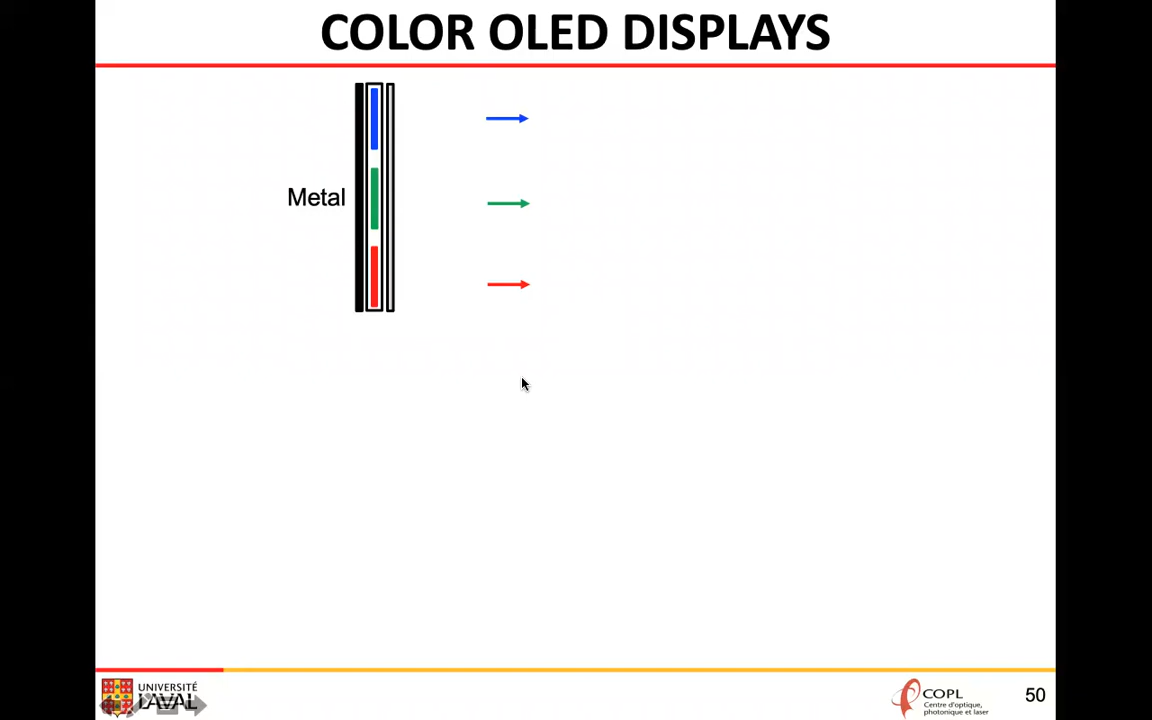 COLOR OLED DISPLAYS
Metal
UNIVERSITÉ
LAVAL
COPL
Centre d'optique,
photonique et laser
50